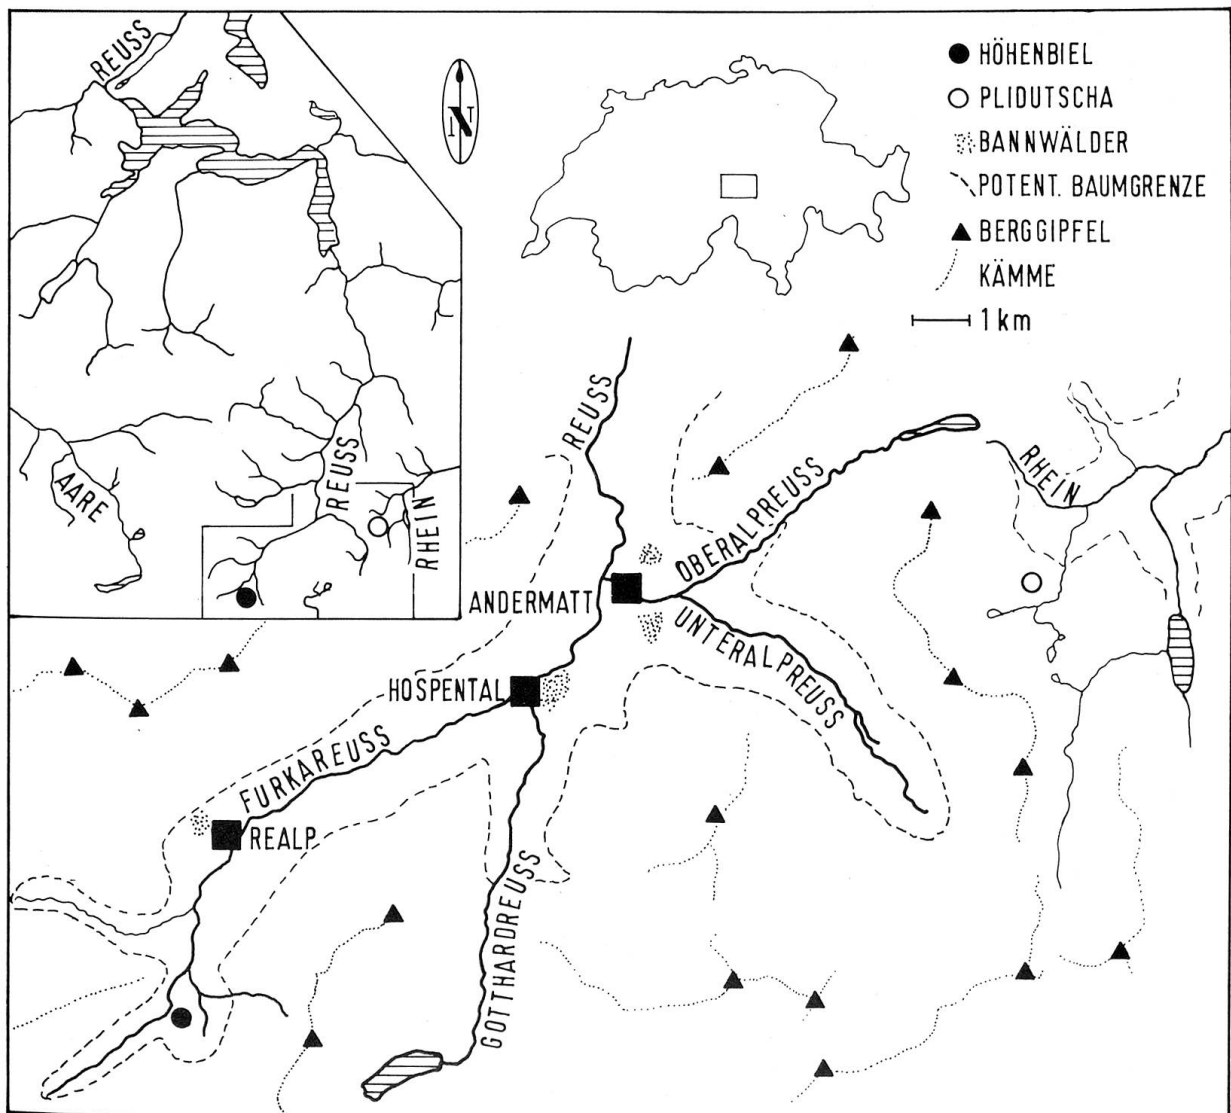 REUSS
N
HÖHENBIEL
PLIDUTSCHA
BANNWÄLDER
POTENT. BAUMGRENZE
BERGGIPFEL
KÄMME
1 km
AARE
REUSS
RHEIN
REUSS
OBERALPREUSS
RHEIN
ANDERMATT
UNTERALPREUSS
HOSPENTAL
FURKAREUSS
REALP
GOTTHARDREUSS